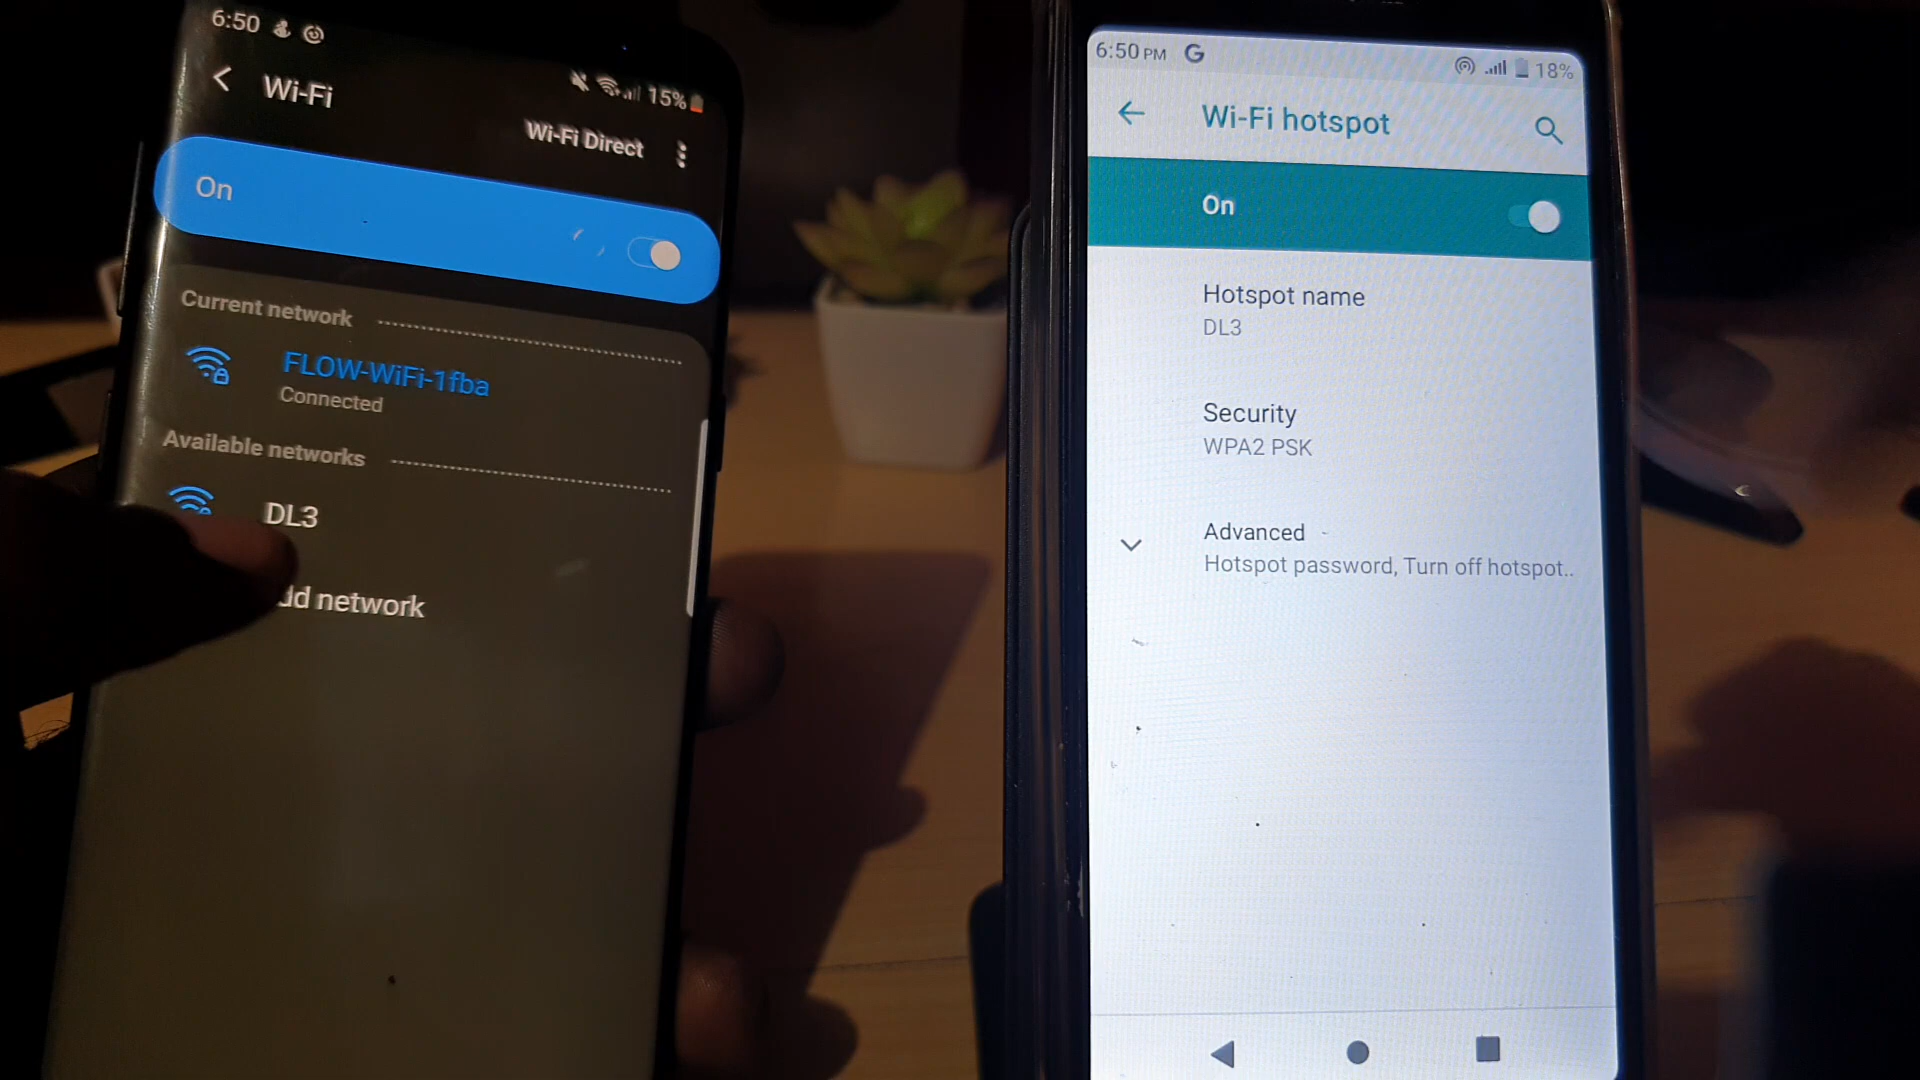 6:50
15%
Wi-Fi
Wi-Fi Direct
On
Current network
FLOW-WiFi-1fba
Connected
Available networks
DL3
dd network
6:50 PM G
18%
Wi-Fi hotspot
On
Hotspot name
DL3
Security
WPA2 PSK
Advanced
Hotspot password, Turn off hotspot..